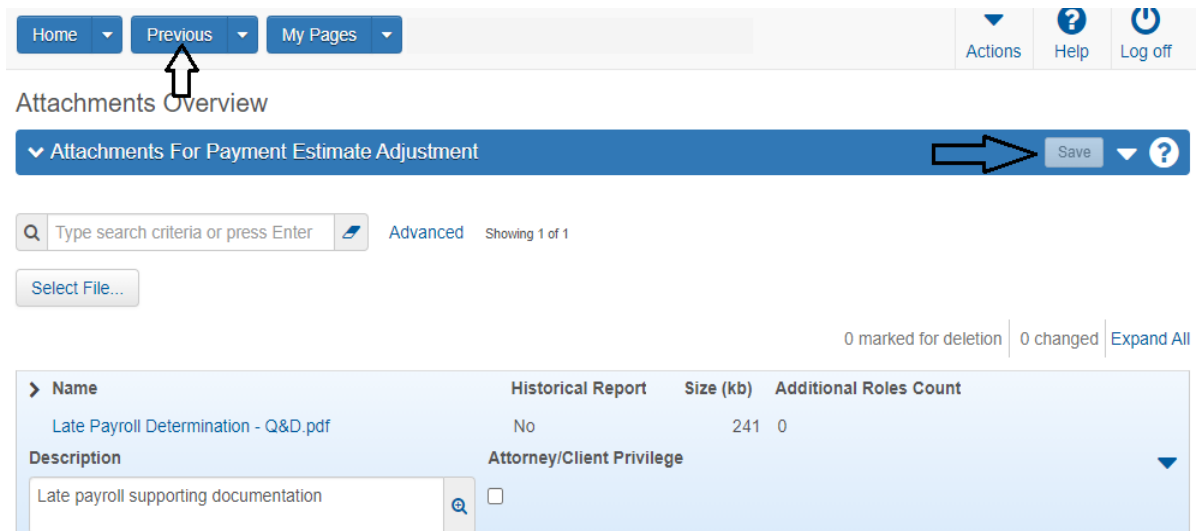 Home Previous My Pages
Actions Help Log off
Attachments Overview
Attachments For Payment Estimate Adjustment Save ?
Type search criteria or press Enter Advanced Showing 1 of 1
Select File...
0 marked for deletion 0 changed Expand All
Name Historical Report Size (kb) Additional Roles Count
Late Payroll Determination - Q&D.pdf No 241 0
Description Attorney/Client Privilege
Late payroll supporting documentation